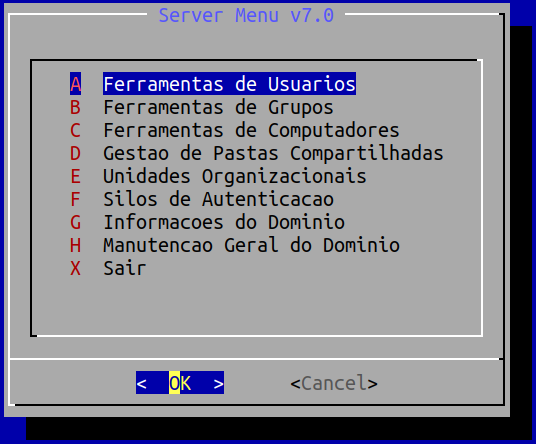 Server Menu v7.0
A Ferramentas de Usuarios
B Ferramentas de Grupos
C Ferramentas de Computadores
D Gestao de Pastas Compartilhadas
E Unidades Organizacionais
F Silos de Autenticacao
G Informacoes do Dominio
H Manutencao Geral do Dominio
X Sair
< OK > <Cancel>